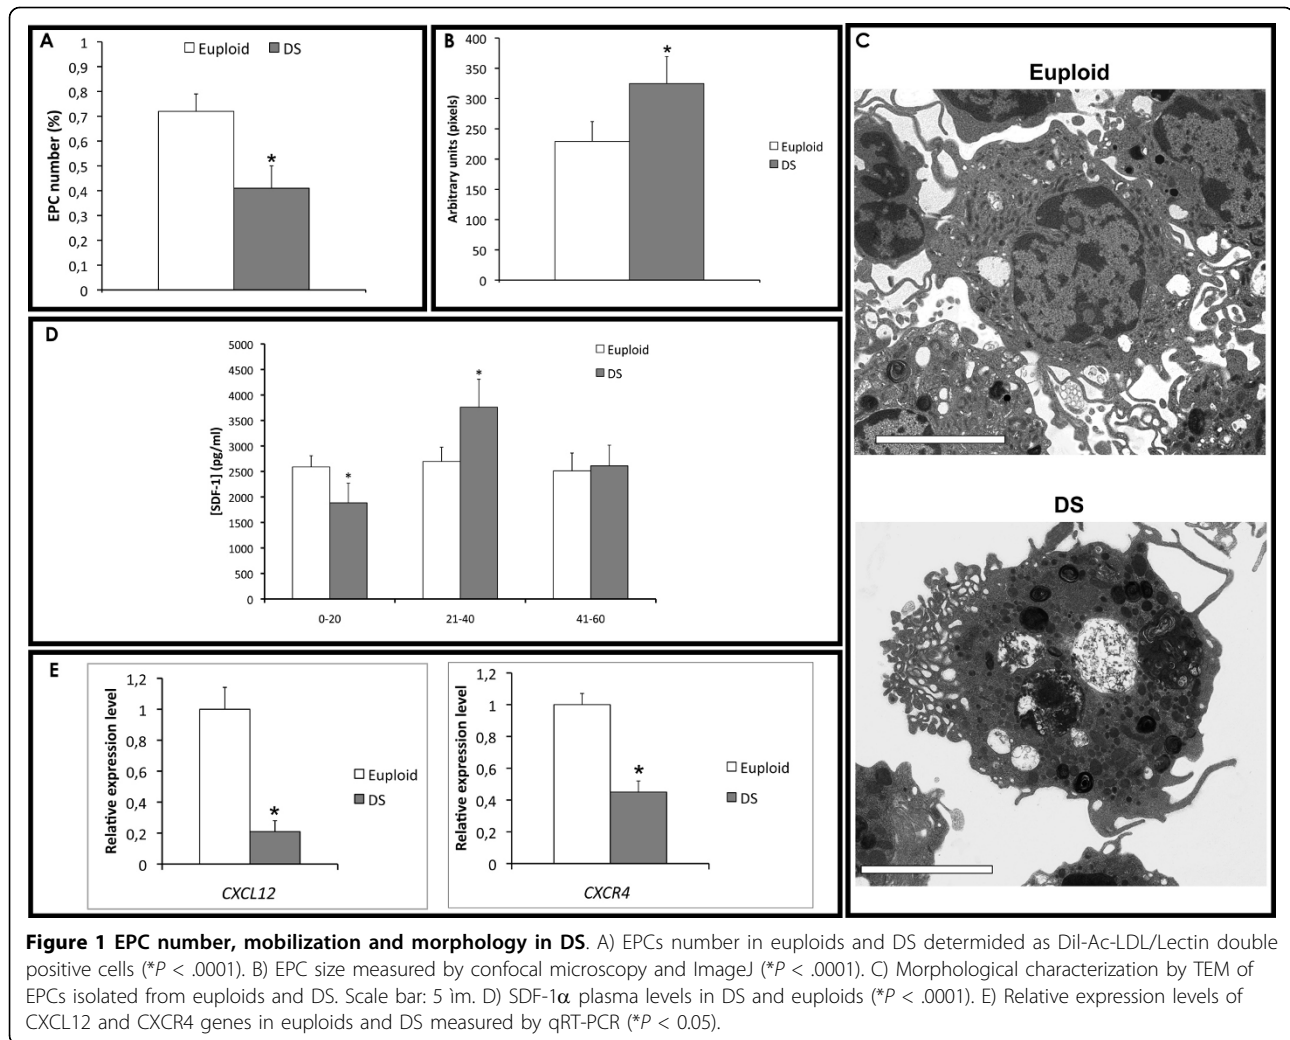 A
Euploid DS
EPC number (%)
1
0,9
0,8
0,7
0,6
0,5
0,4
0,3
0,2
0,1
0
*
B
Arbitrary units (pixels)
400
350
300
250
200
150
100
50
0
*
Euploid
DS
C
Euploid
DS
D
[SDF-1] (pg/ml)
5000
4500
4000
3500
3000
2500
2000
1500
1000
500
0
*
*
Euploid
DS
0-20 21-40 41-60
E
Relative expression level
1,2
1
0,8
0,6
0,4
0,2
0
*
Euploid
DS
CXCL12
Relative expression level
1,2
1
0,8
0,6
0,4
0,2
0
*
Euploid
DS
CXCR4
Figure 1 EPC number, mobilization and morphology in DS. A) EPCs number in euploids and DS determided as Dil-Ac-LDL/Lectin double
positive cells (*P < .0001). B) EPC size measured by confocal microscopy and ImageJ (*P < .0001). C) Morphological characterization by TEM of
EPCs isolated from euploids and DS. Scale bar: 5 ìm. D) SDF-1α plasma levels in DS and euploids (*P < .0001). E) Relative expression levels of
CXCL12 and CXCR4 genes in euploids and DS measured by qRT-PCR (*P < 0.05).